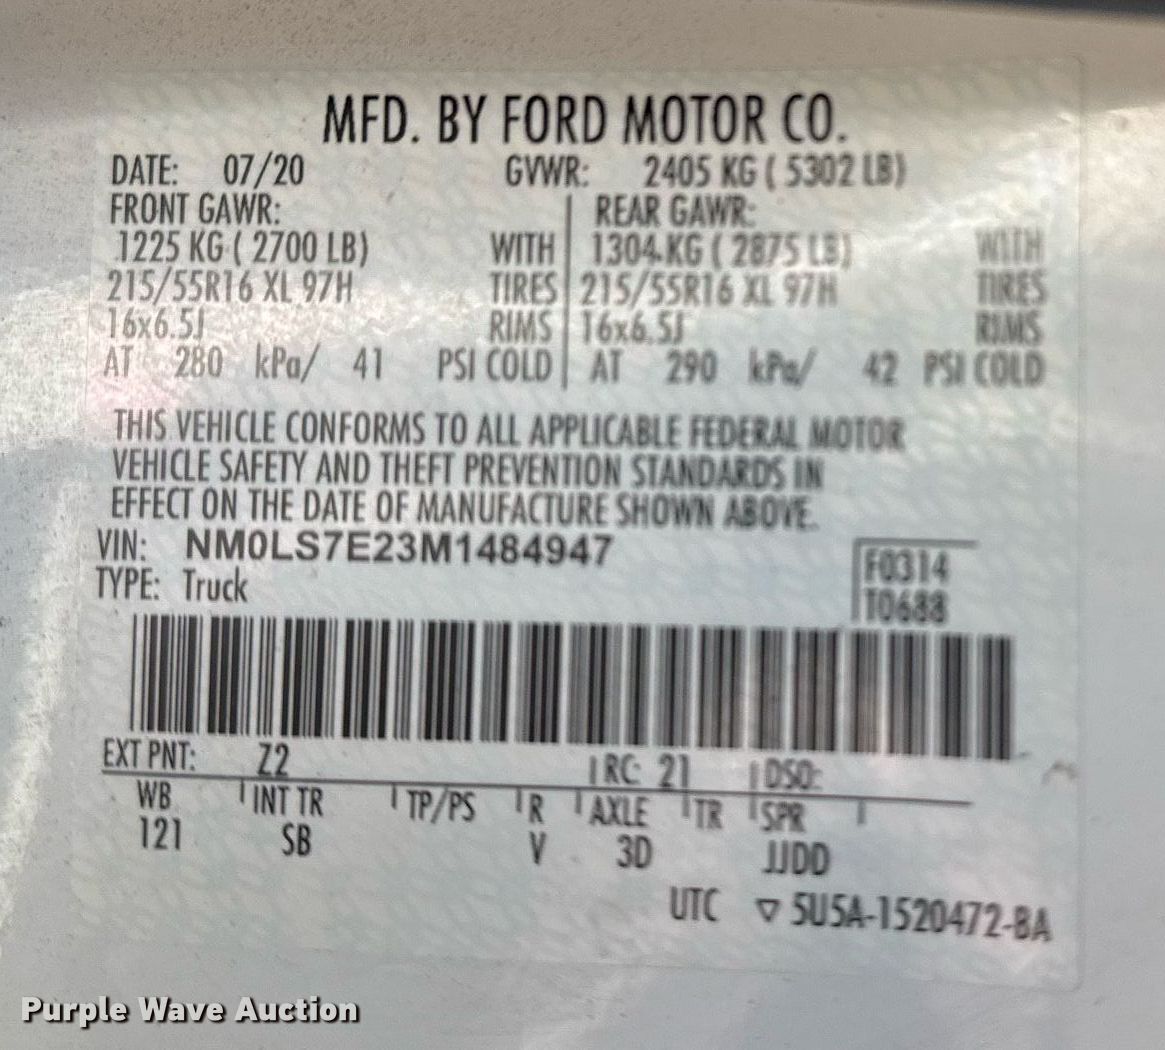 MFD. BY FORD MOTOR CO.
DATE: 07/20 GVWR: 2405 KG ( 5302 LB)
FRONT GAWR: REAR GAWR:
1225 KG ( 2700 LB) WITH 1304 KG ( 2875 LB) WITH
215/55R16 XL 97H TIRES 215/55R16 XL 97H TIRES
16x6.5J RIMS 16x6.5J RIMS
AT 280 kPa/ 41 PSI COLD AT 290 kPa/ 42 PSI COLD
THIS VEHICLE CONFORMS TO ALL APPLICABLE FEDERAL MOTOR
VEHICLE SAFETY AND THEFT PREVENTION STANDARDS IN
EFFECT ON THE DATE OF MANUFACTURE SHOWN ABOVE.
VIN: NM0LS7E23M1484947
F0314
TYPE: Truck
T0688
EXT PNT: Z2 RC: 21 DSO:
WB INT TR TP/PS R AXLE TR SPR
121 SB V 3D JJDD
UTC ▽ 5U5A-1520472-BA
Purple Wave Auction